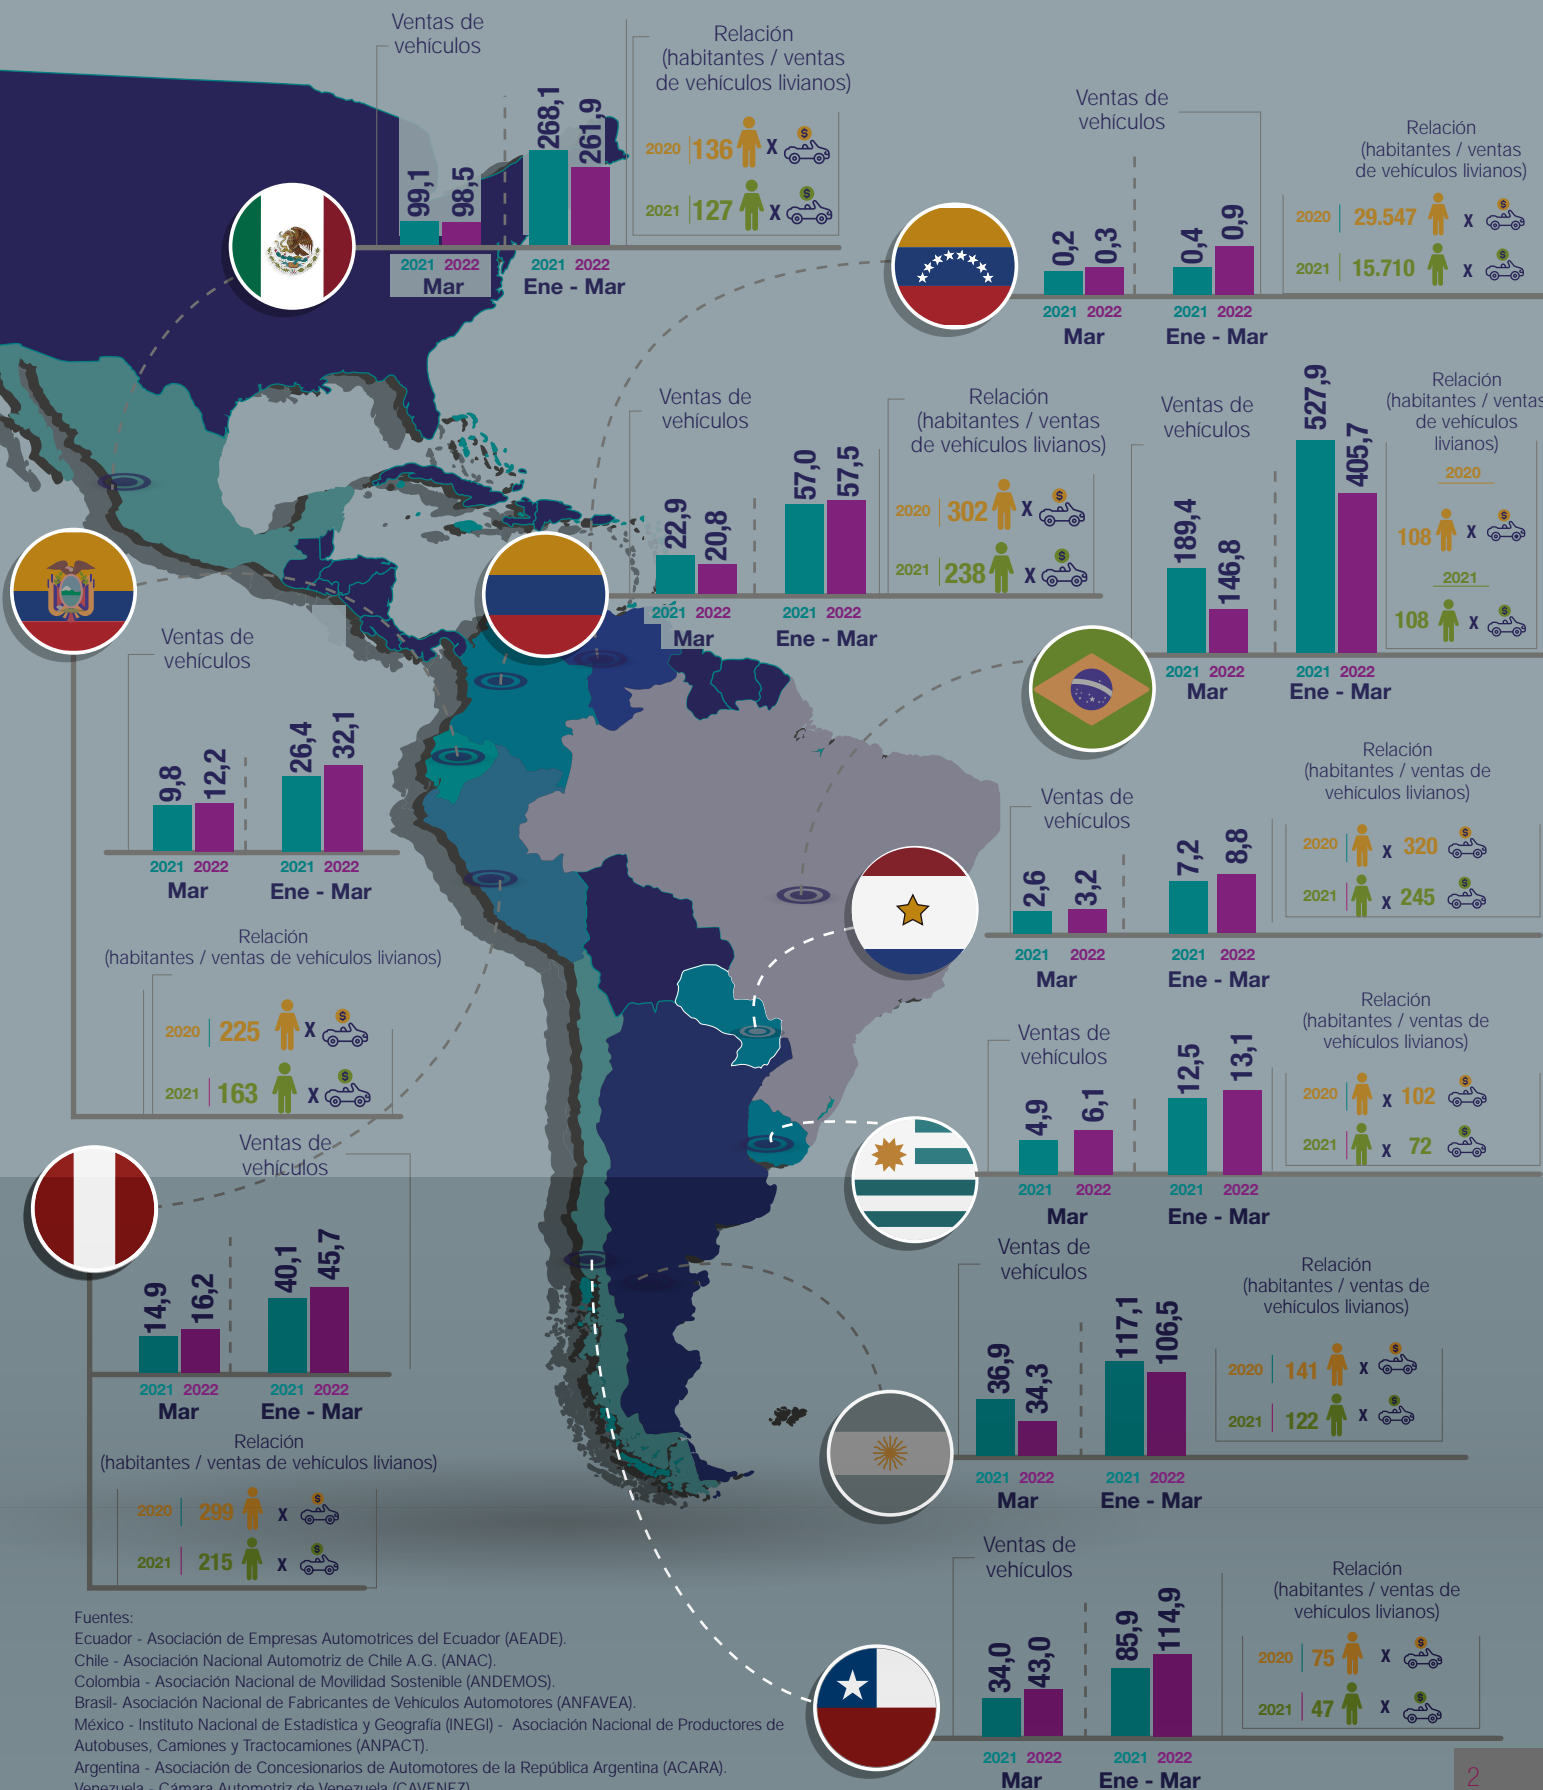 Ventas de
vehículos
268,1
261,9
99,1
98,5
2021 2022
Mar
2021 2022
Ene - Mar
Relación
(habitantes / ventas
de vehículos livianos)
2020 136 X $
2021 127 X $
Ventas de
vehículos
0,2
0,3
0,4
0,9
2021 2022
Mar
2021 2022
Ene - Mar
Relación
(habitantes / ventas
de vehículos livianos)
2020 29.547 X $
2021 15.710 X $
Ventas de
vehículos
22,9
20,8
57,0
57,5
2021 2022
Mar
2021 2022
Ene - Mar
Relación
(habitantes / ventas
de vehículos livianos)
2020 302 X $
2021 238 X $
Ventas de
vehículos
189,4
146,8
527,9
405,7
2021 2022
Mar
2021 2022
Ene - Mar
Relación
(habitantes / ventas
de vehículos
livianos)
2020
108 X $
2021
108 X $
Ventas de
vehículos
9,8
12,2
26,4
32,1
2021 2022
Mar
2021 2022
Ene - Mar
Relación
(habitantes / ventas de vehículos livianos)
2020 225 X $
2021 163 X $
Ventas de
vehículos
2,6
3,2
7,2
8,8
2021 2022
Mar
2021 2022
Ene - Mar
Relación
(habitantes / ventas de
vehículos livianos)
2020 X 320 $
2021 X 245 $
Ventas de
vehículos
4,9
6,1
12,5
13,1
2021 2022
Mar
2021 2022
Ene - Mar
Relación
(habitantes / ventas de
vehículos livianos)
2020 X 102 $
2021 X 72 $
Ventas de
vehículos
14,9
16,2
40,1
45,7
2021 2022
Mar
2021 2022
Ene - Mar
Relación
(habitantes / ventas de vehículos livianos)
2020 299 X $
2021 215 X $
Ventas de
vehículos
36,9
34,3
117,1
106,5
2021 2022
Mar
2021 2022
Ene - Mar
Relación
(habitantes / ventas de
vehículos livianos)
2020 141 X $
2021 122 X $
Ventas de
vehículos
34,0
43,0
85,9
114,9
2021 2022
Mar
2021 2022
Ene - Mar
Relación
(habitantes / ventas de
vehículos livianos)
2020 75 X $
2021 47 X $
Fuentes:
Ecuador - Asociación de Empresas Automotrices del Ecuador (AEADE).
Chile - Asociación Nacional Automotriz de Chile A.G. (ANAC).
Colombia - Asociación Nacional de Movilidad Sostenible (ANDEMOS).
Brasil- Asociación Nacional de Fabricantes de Vehículos Automotores (ANFAVEA).
México - Instituto Nacional de Estadística y Geografía (INEGI) - Asociación Nacional de Productores de
Autobuses, Camiones y Tractocamiones (ANPACT).
Argentina - Asociación de Concesionarios de Automotores de la República Argentina (ACARA).
Venezuela - Cámara Automotriz de Venezuela (CAVENEZ)
2